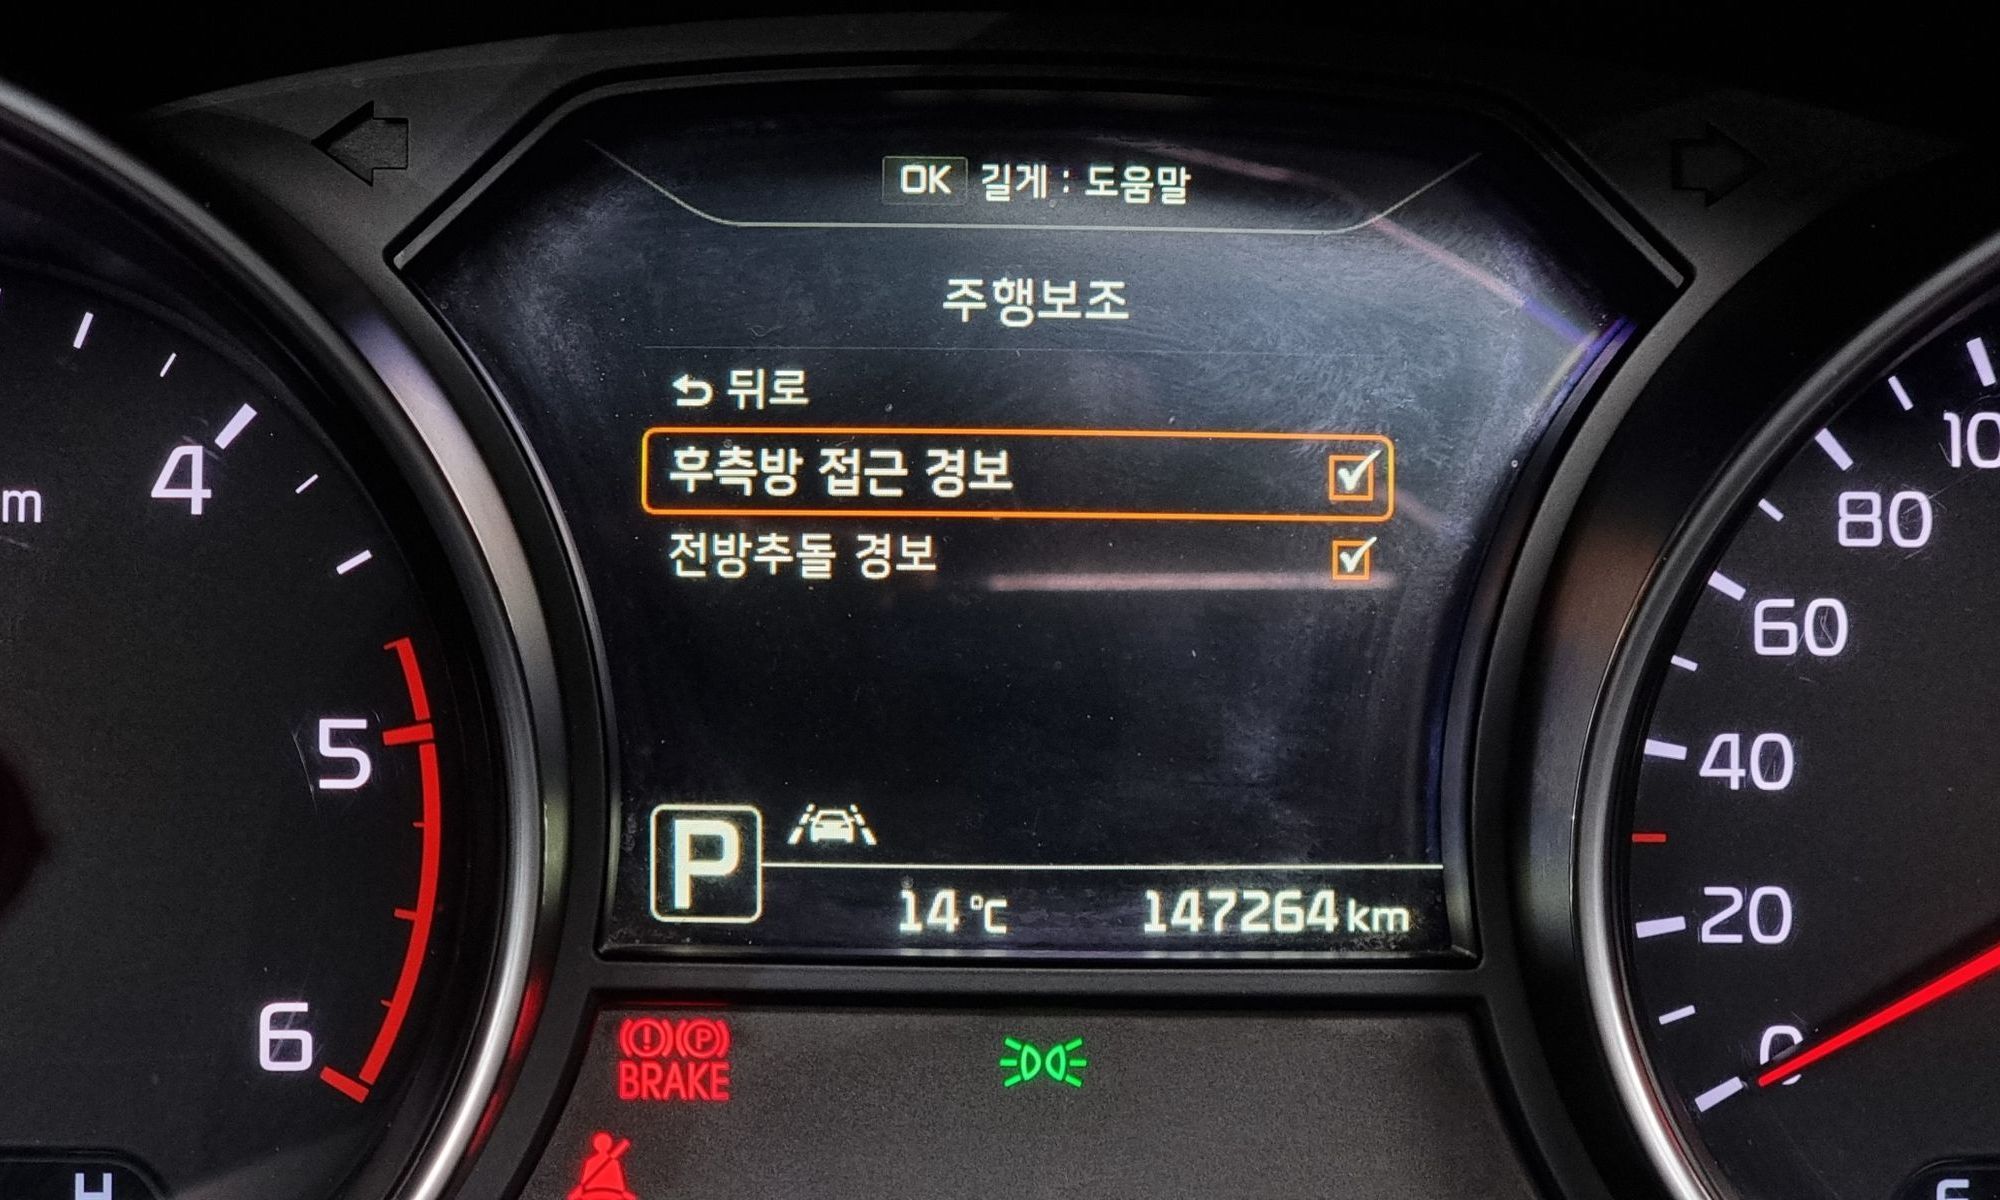 OK 길게 : 도움말
주행보조
뒤로
후측방 접근 경보
전방추돌 경보
P
14 °C 147264 km
(!) (P)
BRAKE
m
4
5
6
H
10
80
60
40
20
0